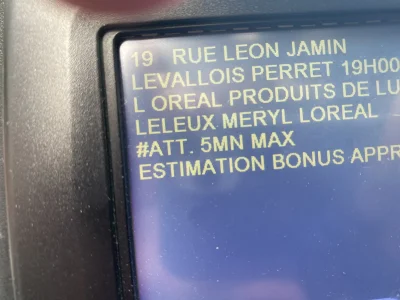 19 RUE LEON JAMIN
LEVALLOIS PERRET 19H00
L OREAL PRODUITS DE LU
LELEUX MERYL LOREAL
#ATT. 5MN MAX
ESTIMATION BONUS APPR